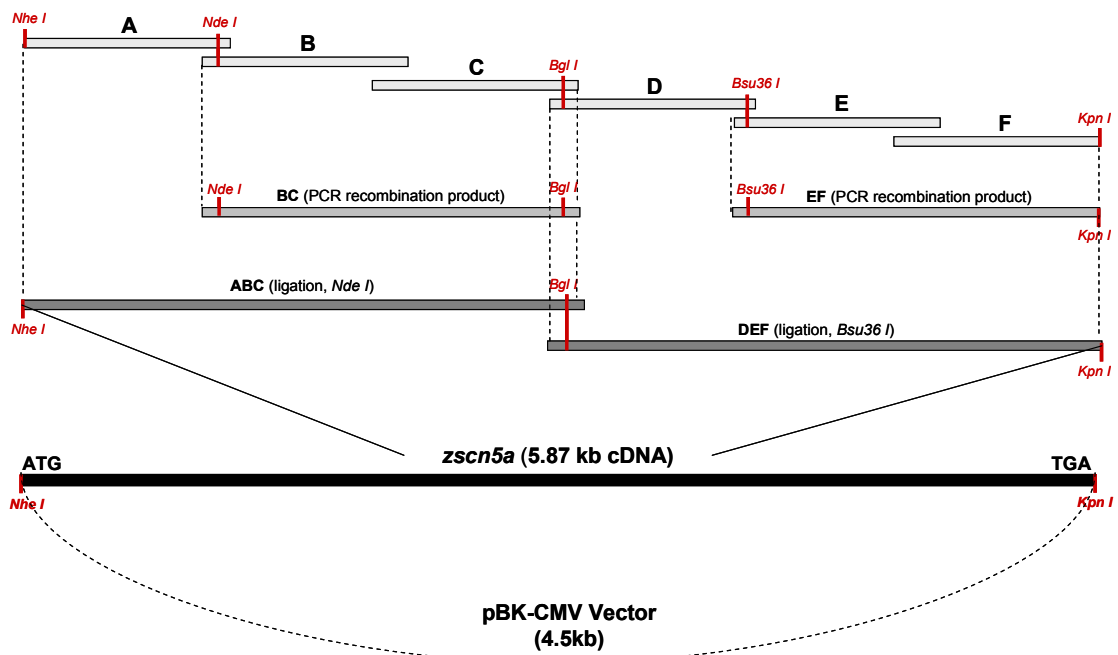 Nhe I
A
Nde I
B
C
Bgl I
D
Bsu36 I
E
F
Kpn I
Nde I
BC (PCR recombination product)
Bgl I
Bsu36 I
EF (PCR recombination product)
Kpn I
ABC (ligation, Nde I)
Bgl I
Nhe I
DEF (ligation, Bsu36 I)
Kpn I
zscn5a (5.87 kb cDNA)
ATG
TGA
Nhe I
Kpn I
pBK-CMV Vector
(4.5kb)